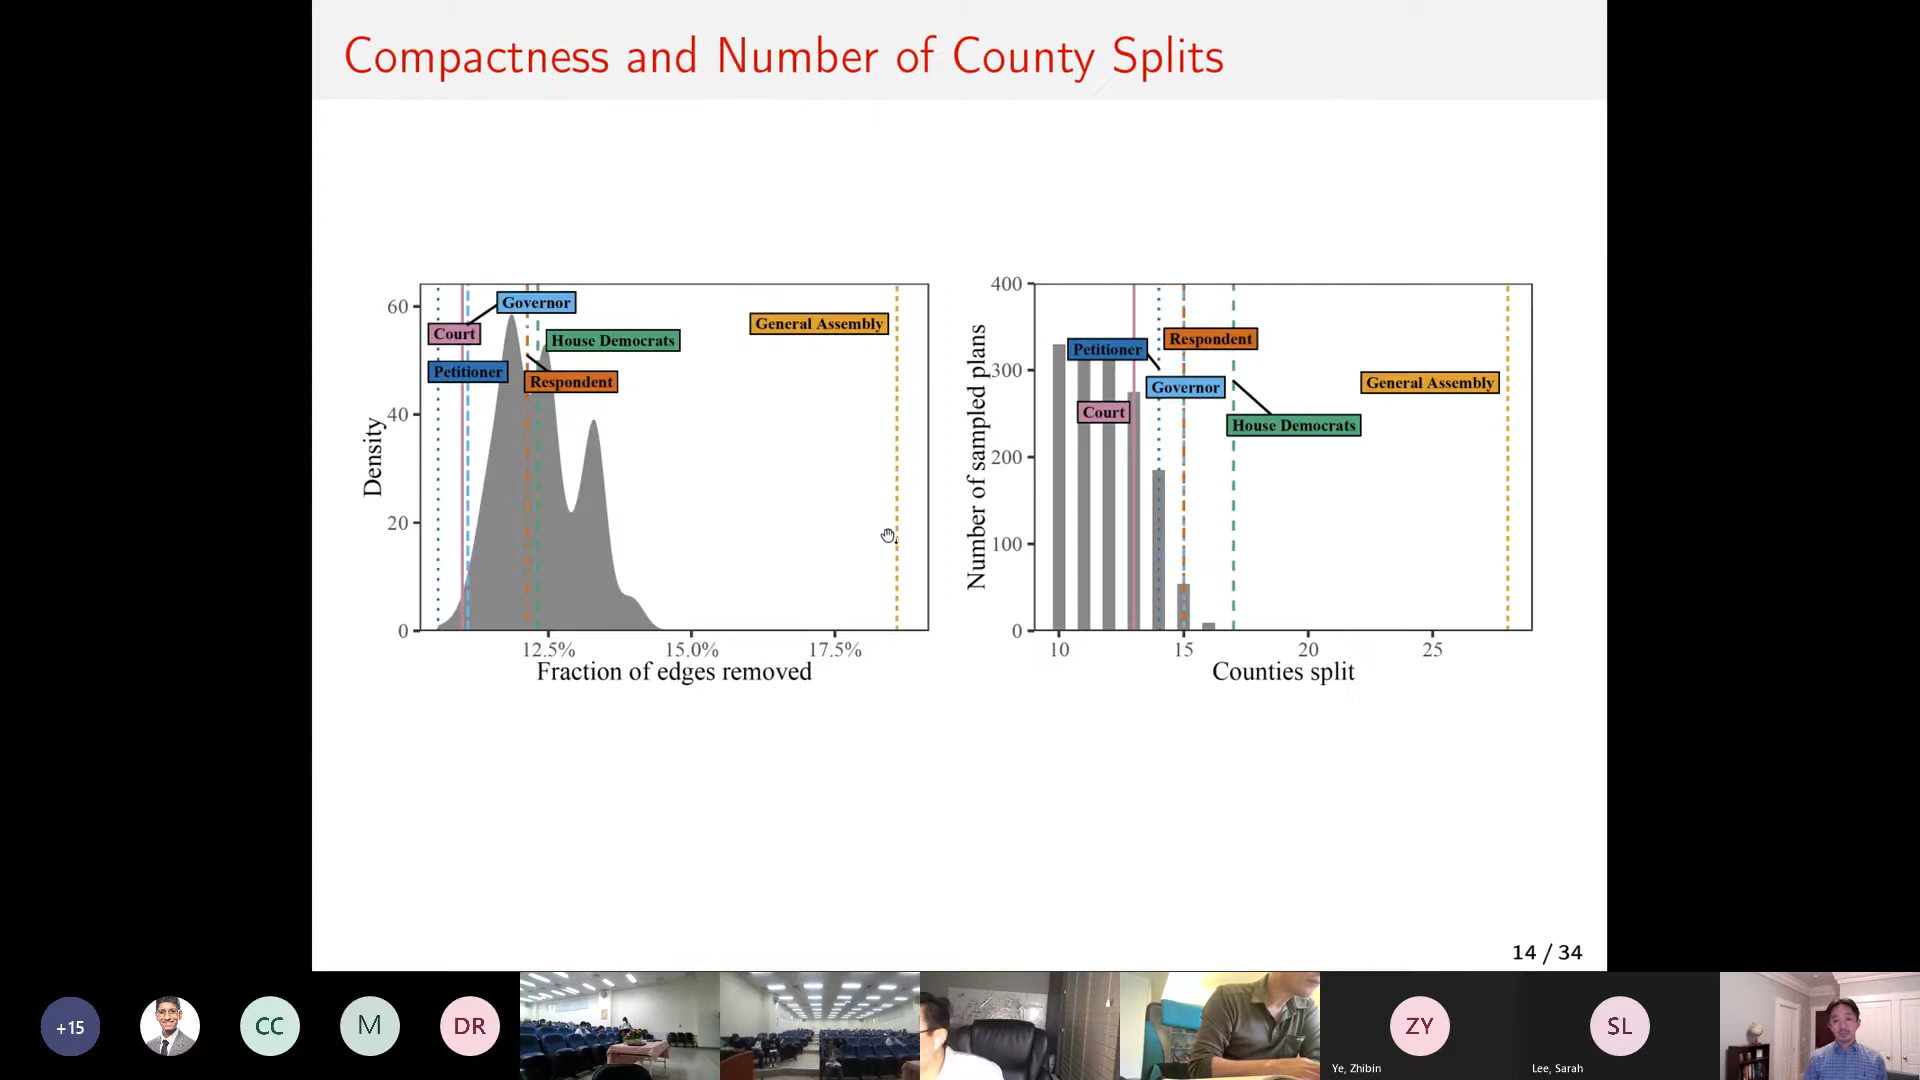 Compactness and Number of County Splits
Governor
Court
House Democrats
General Assembly
Petitioner
Respondent
60
40
20
0
Density
12.5%
15.0%
17.5%
Fraction of edges removed
400
300
200
100
0
Number of sampled plans
Respondent
Petitioner
Governor
General Assembly
Court
House Democrats
10
15
20
25
Counties split
14 / 34
+15
CC
M
DR
ZY
Ye, Zhibin
SL
Lee, Sarah